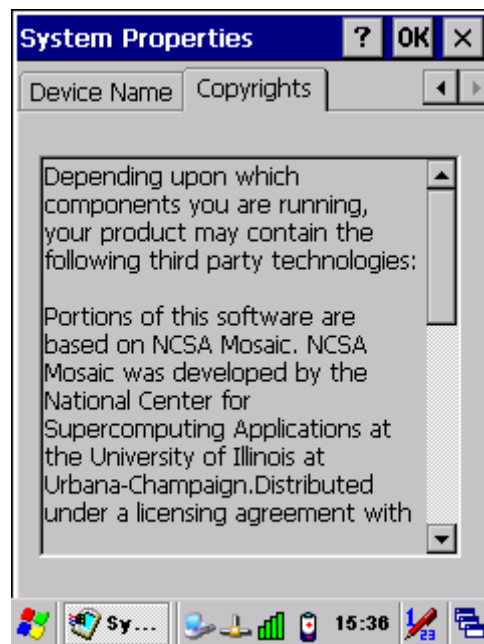 System Properties ? OK ×
Device Name Copyrights
Depending upon which
components you are running,
your product may contain the
following third party technologies:
Portions of this software are
based on NCSA Mosaic. NCSA
Mosaic was developed by the
National Center for
Supercomputing Applications at
the University of Illinois at
Urbana-Champaign.Distributed
under a licensing agreement with
Sy... 15:36 1/23